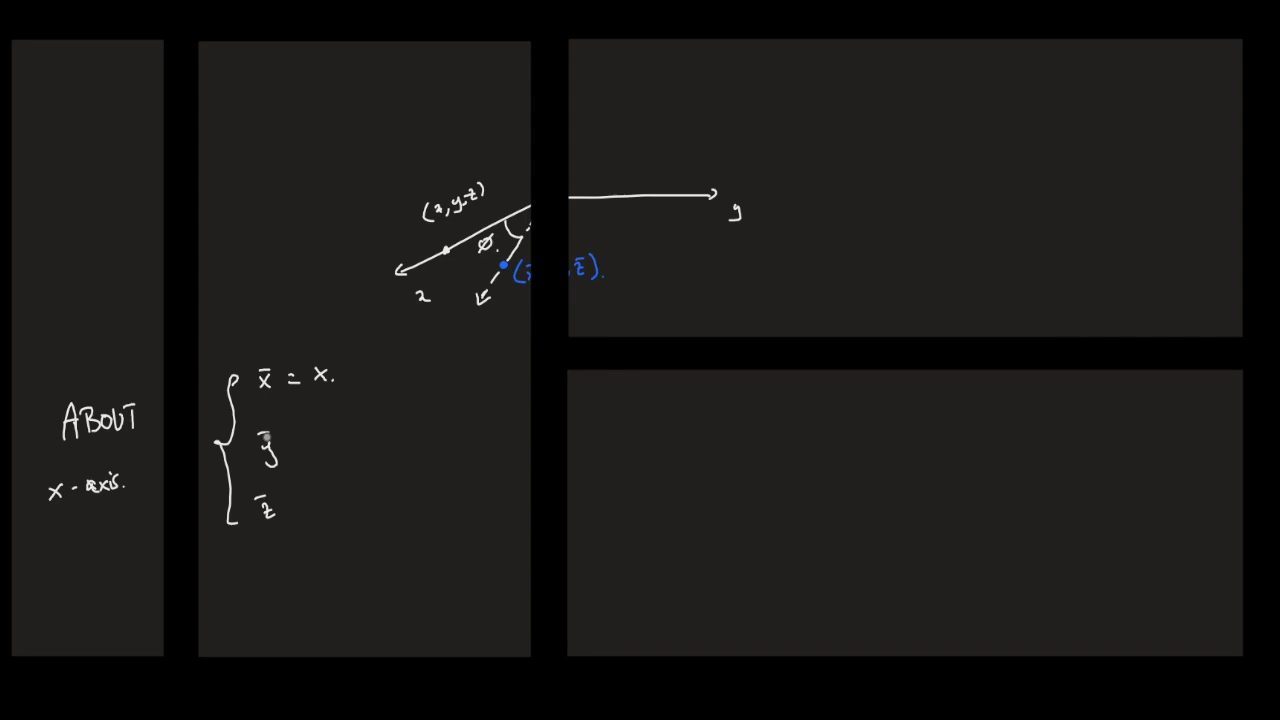 (x, y, z)
y
φ.
(x̄ z̄).
x
x̄ = x.
ABOUT
ȳ
x-axis.
z̄